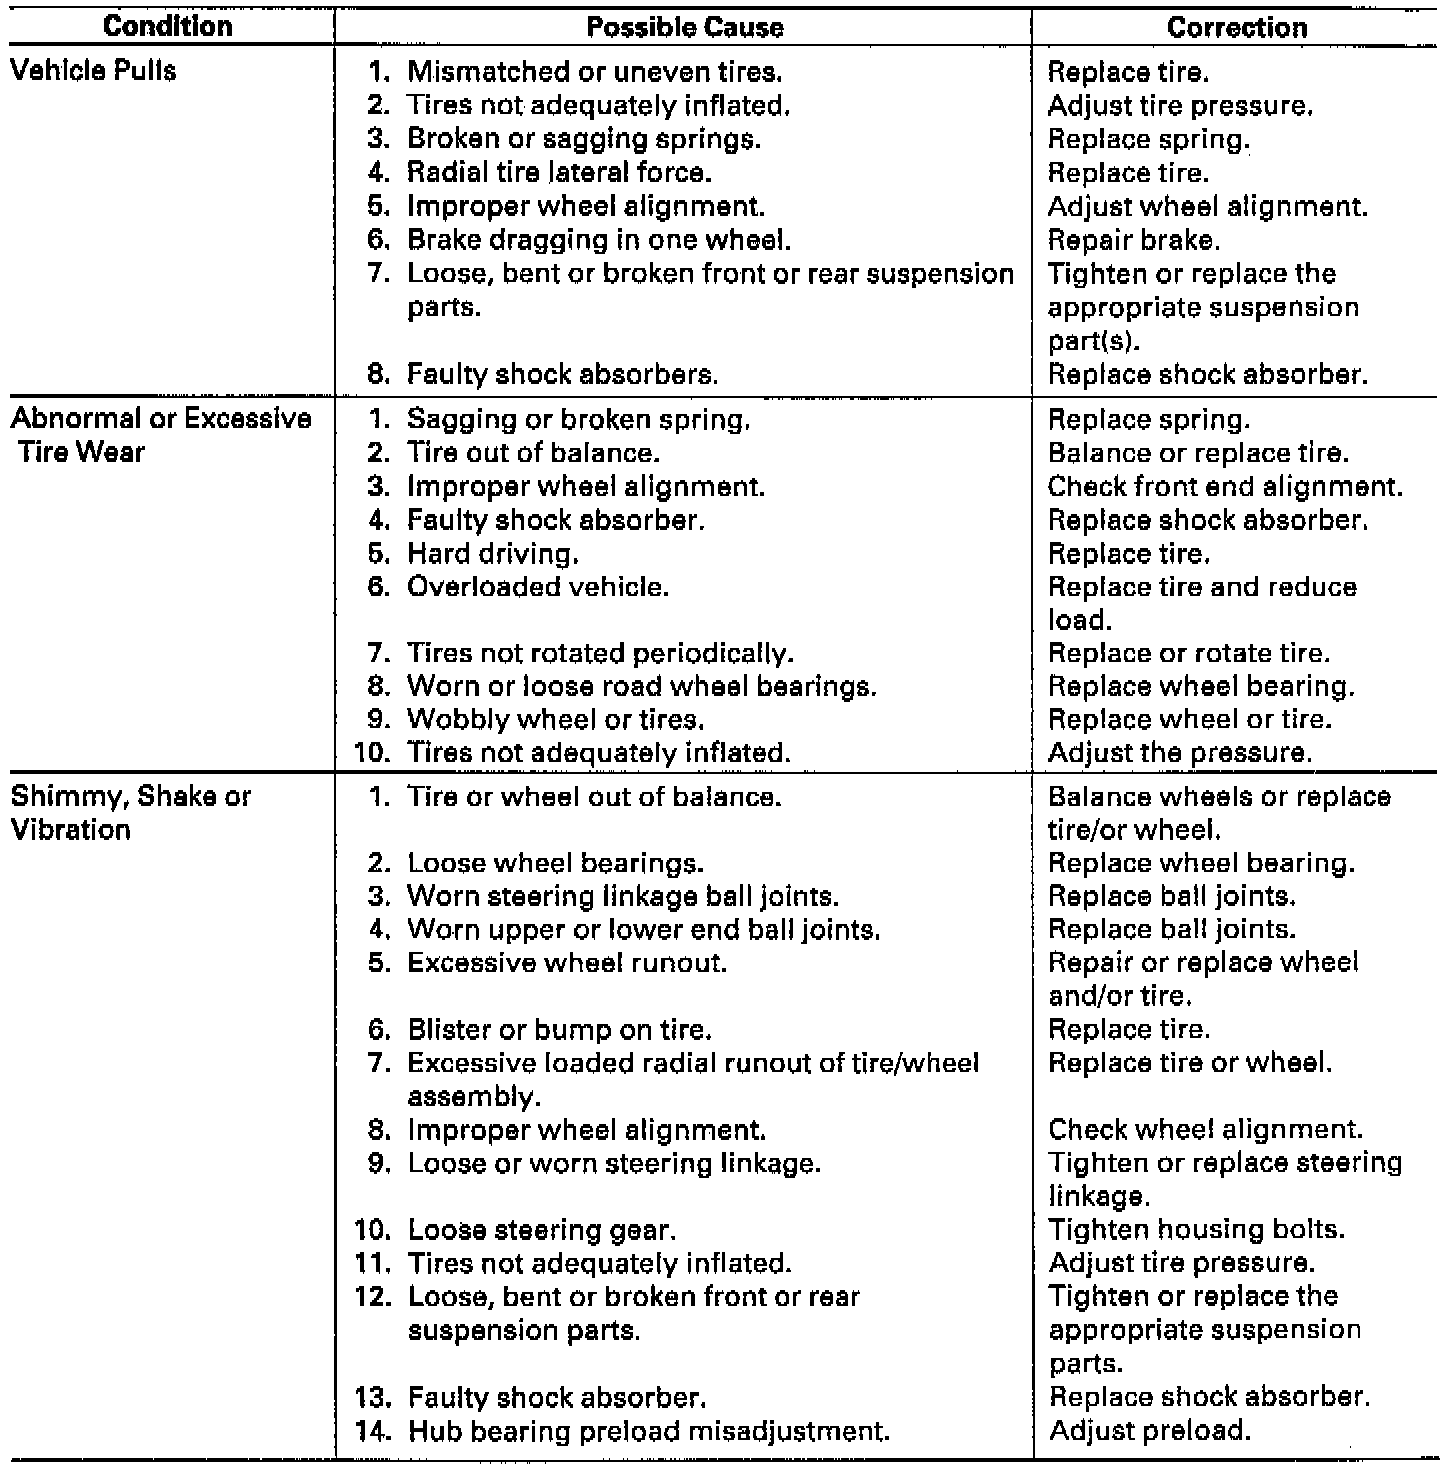 Condition Possible Cause Correction
Vehicle Pulls 1. Mismatched or uneven tires. Replace tire.
2. Tires not adequately inflated. Adjust tire pressure.
3. Broken or sagging springs. Replace spring.
4. Radial tire lateral force. Replace tire.
5. Improper wheel alignment. Adjust wheel alignment.
6. Brake dragging in one wheel. Repair brake.
7. Loose, bent or broken front or rear suspension Tighten or replace the
parts. appropriate suspension
part(s).
8. Faulty shock absorbers. Replace shock absorber.
Abnormal or Excessive 1. Sagging or broken spring. Replace spring.
Tire Wear 2. Tire out of balance. Balance or replace tire.
3. Improper wheel alignment. Check front end alignment.
4. Faulty shock absorber. Replace shock absorber.
5. Hard driving. Replace tire.
6. Overloaded vehicle. Replace tire and reduce
load.
7. Tires not rotated periodically. Replace or rotate tire.
8. Worn or loose road wheel bearings. Replace wheel bearing.
9. Wobbly wheel or tires. Replace wheel or tire.
10. Tires not adequately inflated. Adjust the pressure.
Shimmy, Shake or 1. Tire or wheel out of balance. Balance wheels or replace
Vibration tire/or wheel.
2. Loose wheel bearings. Replace wheel bearing.
3. Worn steering linkage ball joints. Replace ball joints.
4. Worn upper or lower end ball joints. Replace ball joints.
5. Excessive wheel runout. Repair or replace wheel
and/or tire.
6. Blister or bump on tire. Replace tire.
7. Excessive loaded radial runout of tire/wheel Replace tire or wheel.
assembly.
8. Improper wheel alignment. Check wheel alignment.
9. Loose or worn steering linkage. Tighten or replace steering
linkage.
10. Loose steering gear. Tighten housing bolts.
11. Tires not adequately inflated. Adjust tire pressure.
12. Loose, bent or broken front or rear Tighten or replace the
suspension parts. appropriate suspension
parts.
13. Faulty shock absorber. Replace shock absorber.
14. Hub bearing preload misadjustment. Adjust preload.